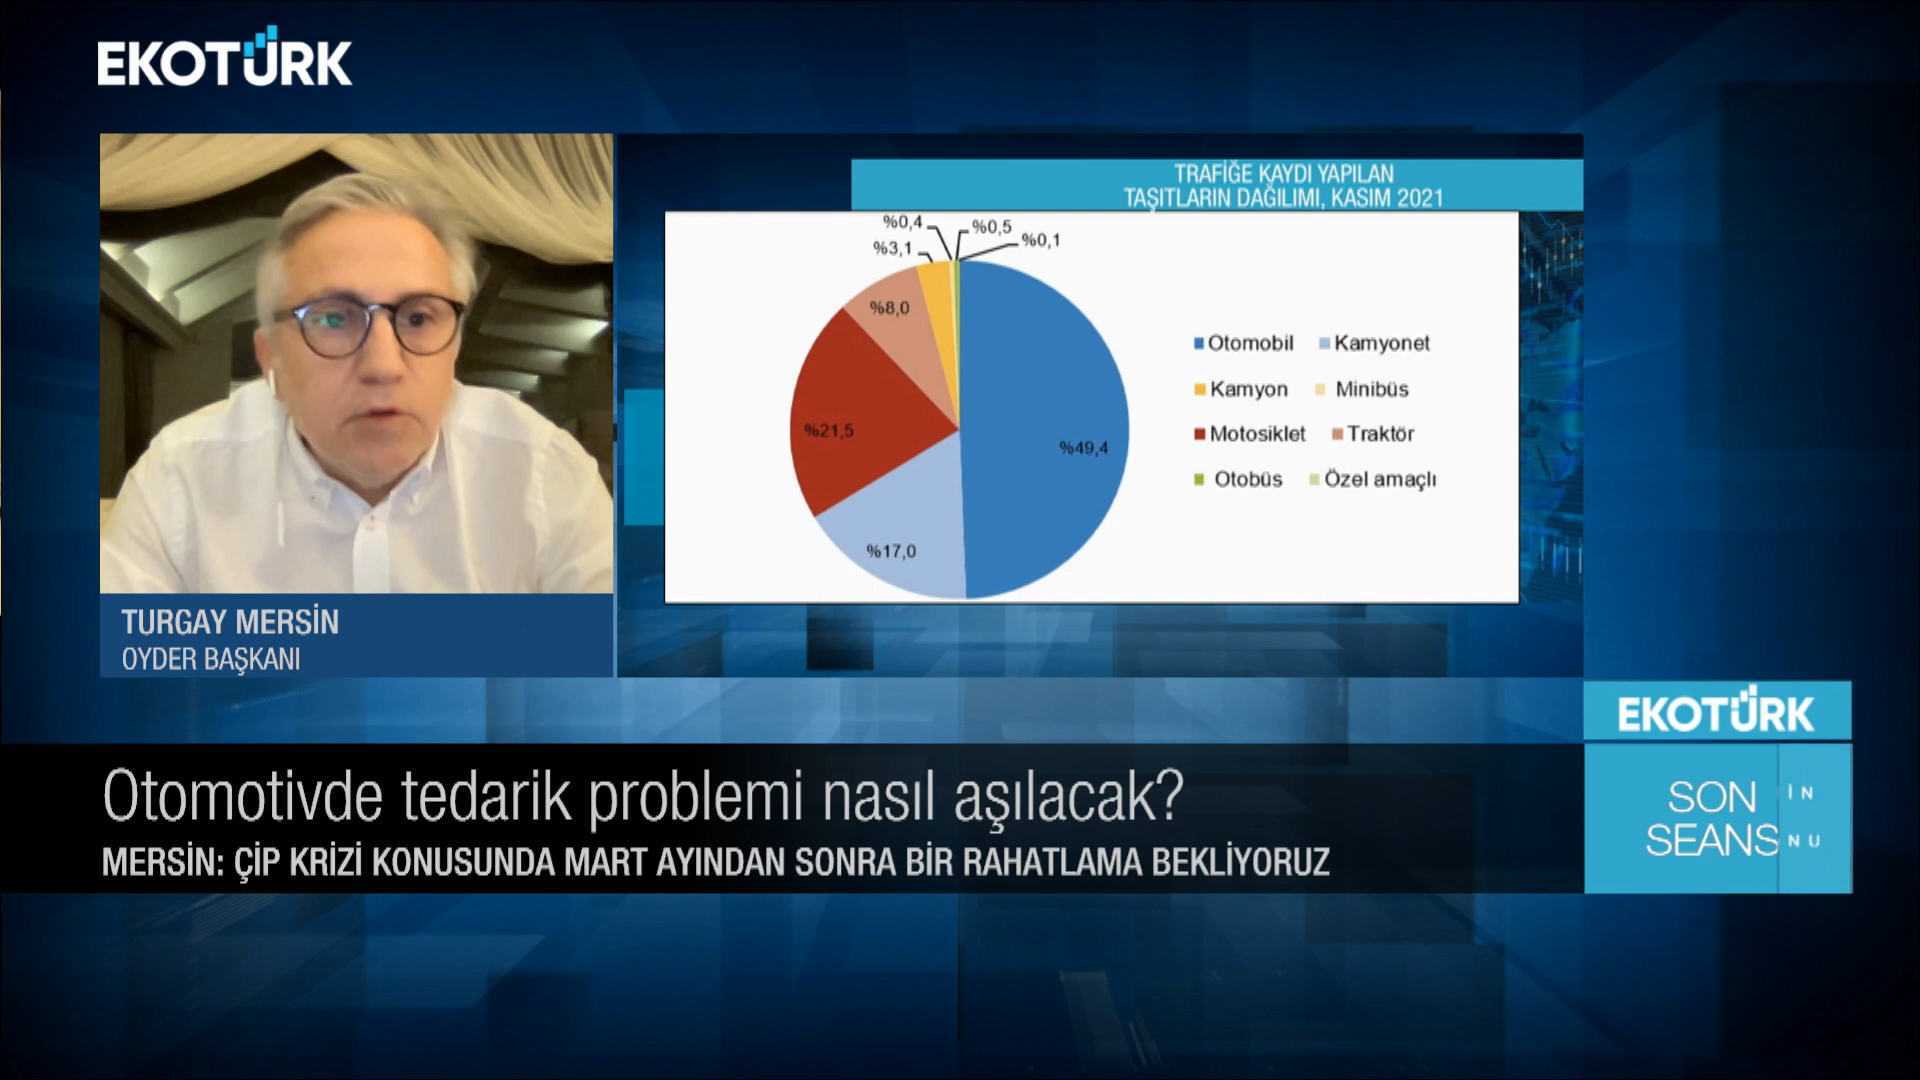 EKOTÜRK
TRAFİĞE KAYDI YAPILAN
TAŞITLARIN DAĞILIMI, KASIM 2021
%0,4
%0,5
%3,1
%0,1
%8,0
%21,5
%49,4
%17,0
Otomobil
Kamyonet
Kamyon
Minibüs
Motosiklet
Traktör
Otobüs
Özel amaçlı
TURGAY MERSİN
OYDER BAŞKANI
EKOTÜRK
Otomotivde tedarik problemi nasıl aşılacak?
MERSİN: ÇİP KRİZİ KONUSUNDA MART AYINDAN SONRA BİR RAHATLAMA BEKLİYORUZ
SON
SEANS
İN
NU